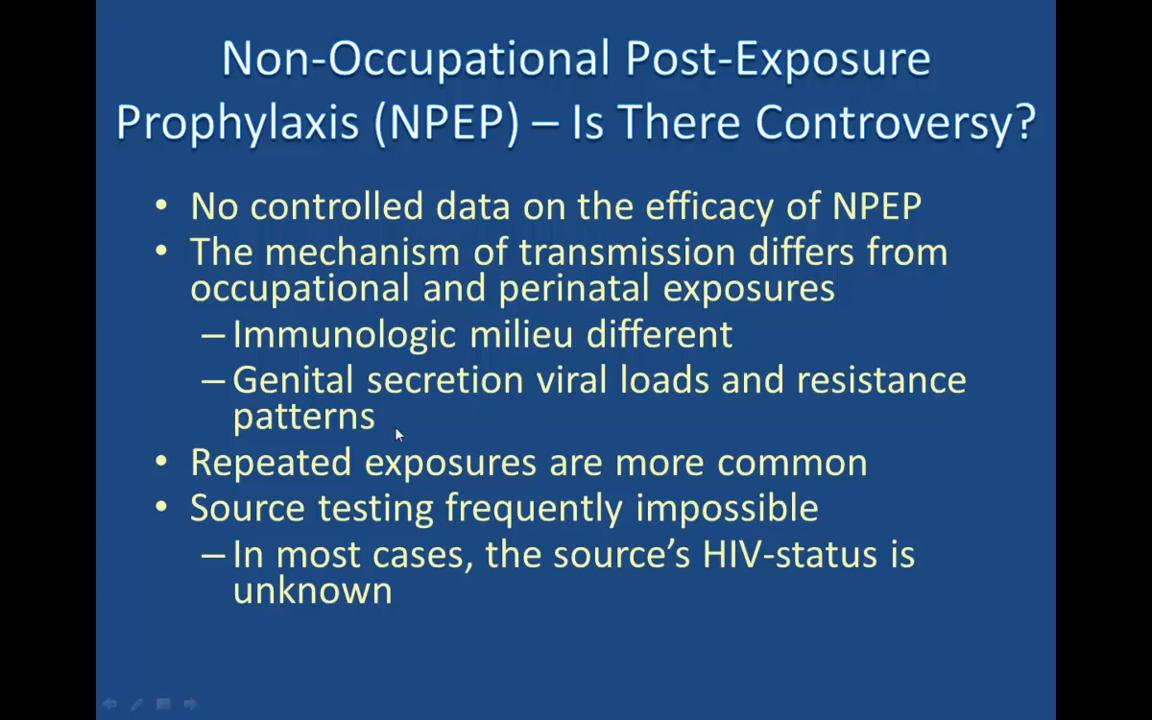 Non-Occupational Post-Exposure
Prophylaxis (NPEP) – Is There Controversy?
• No controlled data on the efficacy of NPEP
• The mechanism of transmission differs from
occupational and perinatal exposures
– Immunologic milieu different
– Genital secretion viral loads and resistance
patterns
• Repeated exposures are more common
• Source testing frequently impossible
– In most cases, the source’s HIV-status is
unknown